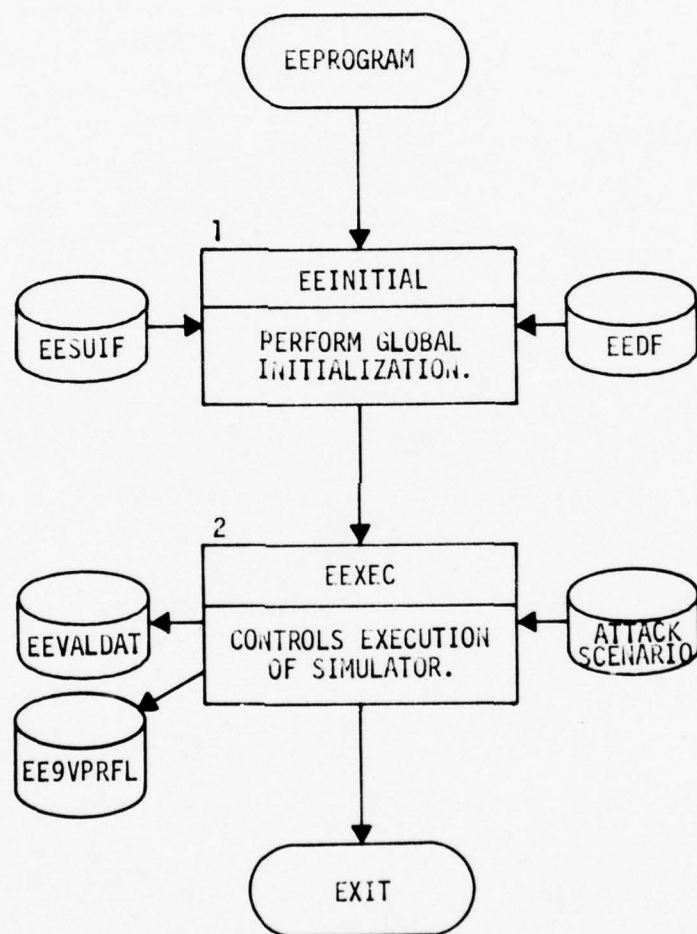 EEPROGRAM
1
EEINITIAL
EESUIF
PERFORM GLOBAL
INITIALIZATION.
EEDF
2
EEXEC
EEVALDAT
CONTROLS EXECUTION
OF SIMULATOR.
ATTACK
SCENARIO
EE9VPRFL
EXIT